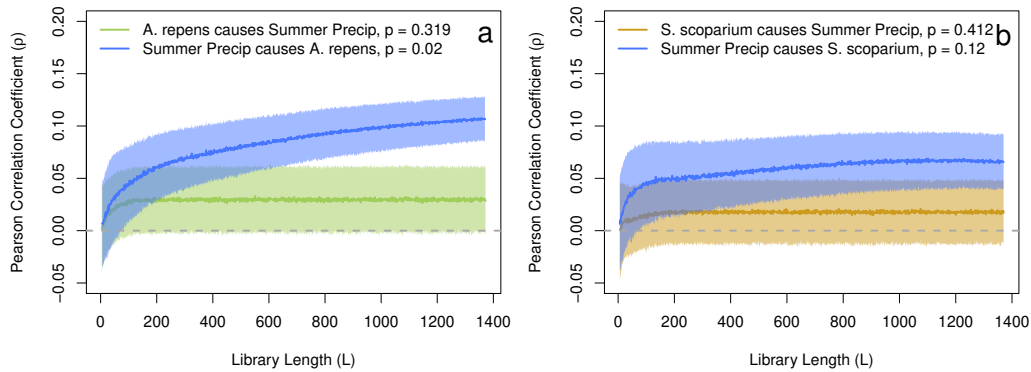 A. repens causes Summer Precip, p = 0.319
Summer Precip causes A. repens, p = 0.02
a
Pearson Correlation Coefficient (ρ)
0.20
0.15
0.10
0.05
0.00
−0.05
0 200 400 600 800 1000 1200 1400
Library Length (L)
S. scoparium causes Summer Precip, p = 0.412
Summer Precip causes S. scoparium, p = 0.12
b
Pearson Correlation Coefficient (ρ)
0.20
0.15
0.10
0.05
0.00
−0.05
0 200 400 600 800 1000 1200 1400
Library Length (L)